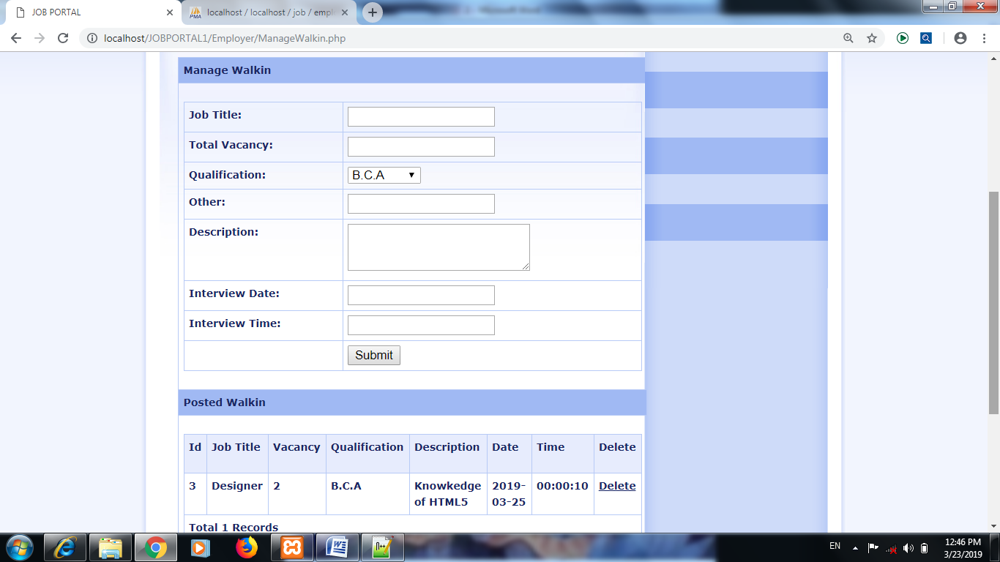 JOB PORTAL
localhost / localhost / job / empl
localhost/JOBPORTAL1/Employer/ManageWalkin.php
Manage Walkin
Job Title:
Total Vacancy:
Qualification: B.C.A
Other:
Description:
Interview Date:
Interview Time:
Submit
Posted Walkin
Id Job Title Vacancy Qualification Description Date Time Delete
3 Designer 2 B.C.A Knowkedge 2019- 00:00:10 Delete
of HTML5 03-25
Total 1 Records
EN
12:46 PM
3/23/2019